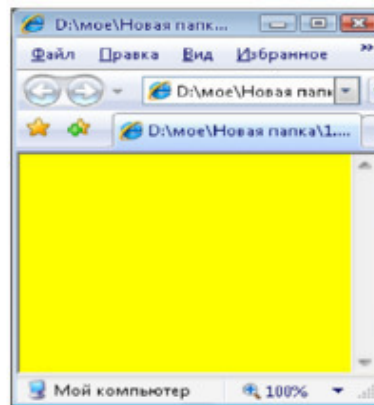 D:\мое\Новая папк...
Файл Правка Вид Избранное »
D:\мое\Новая папк
D:\мое\Новая папка\1....
Мой компьютер 100%